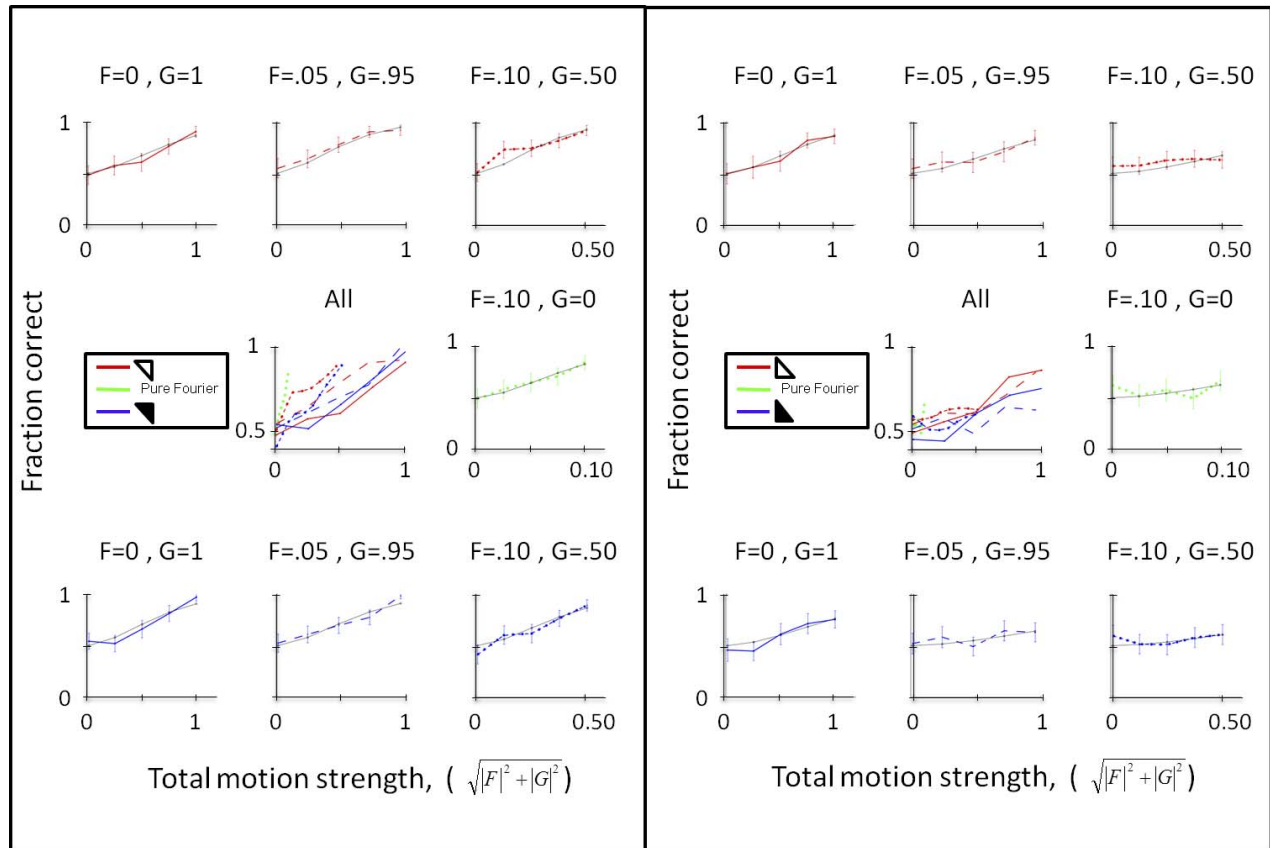 F=0 , G=1 F=.05 , G=.95 F=.10 , G=.50
1
0
0 1 0 1 0 0.50
All F=.10 , G=0
1 1
0.5 0
0 1 0 0.10
Pure Fourier
Fraction correct
F=0 , G=1 F=.05 , G=.95 F=.10 , G=.50
1
0
0 1 0 1 0 0.50
Total motion strength, ( √|F|²+|G|² )
F=0 , G=1 F=.05 , G=.95 F=.10 , G=.50
1
0
0 1 0 1 0 0.50
All F=.10 , G=0
1 1
0.5 0
0 1 0 0.10
Pure Fourier
Fraction correct
F=0 , G=1 F=.05 , G=.95 F=.10 , G=.50
1
0
0 1 0 1 0 0.50
Total motion strength, ( √|F|²+|G|² )